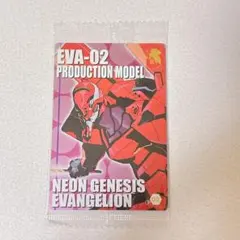 EVA-02
PRODUCTION MODEL
NEON GENESIS
EVANGELION